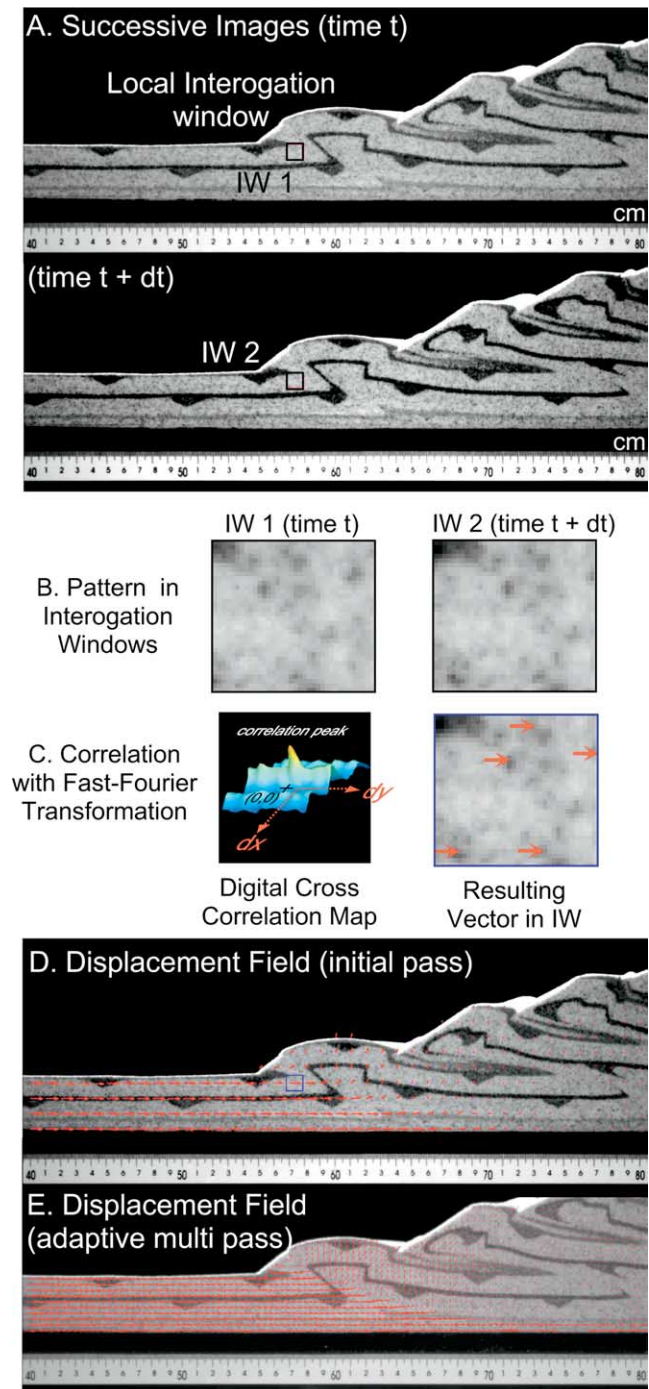 A. Successive Images (time t)
Local Interogation
window
IW 1
cm
40 1 2 3 4 5 6 7 8 9 50 1 2 3 4 5 6 7 8 9 60 1 2 3 4 5 6 7 8 9 70 1 2 3 4 5 6 7 8 9 80
(time t + dt)
IW 2
cm
40 1 2 3 4 5 6 7 8 9 50 1 2 3 4 5 6 7 8 9 60 1 2 3 4 5 6 7 8 9 70 1 2 3 4 5 6 7 8 9 80
IW 1 (time t)
IW 2 (time t + dt)
B. Pattern in
Interogation
Windows
C. Correlation
with Fast-Fourier
Transformation
correlation peak
(0,0)
dy
dx
Digital Cross
Correlation Map
Resulting
Vector in IW
D. Displacement Field (initial pass)
40 1 2 3 4 5 6 7 8 9 50 1 2 3 4 5 6 7 8 9 60 1 2 3 4 5 6 7 8 9 70 1 2 3 4 5 6 7 8 9 80
E. Displacement Field
(adaptive multi pass)
40 1 2 3 4 5 6 7 8 9 50 1 2 3 4 5 6 7 8 9 60 1 2 3 4 5 6 7 8 9 70 1 2 3 4 5 6 7 8 9 80